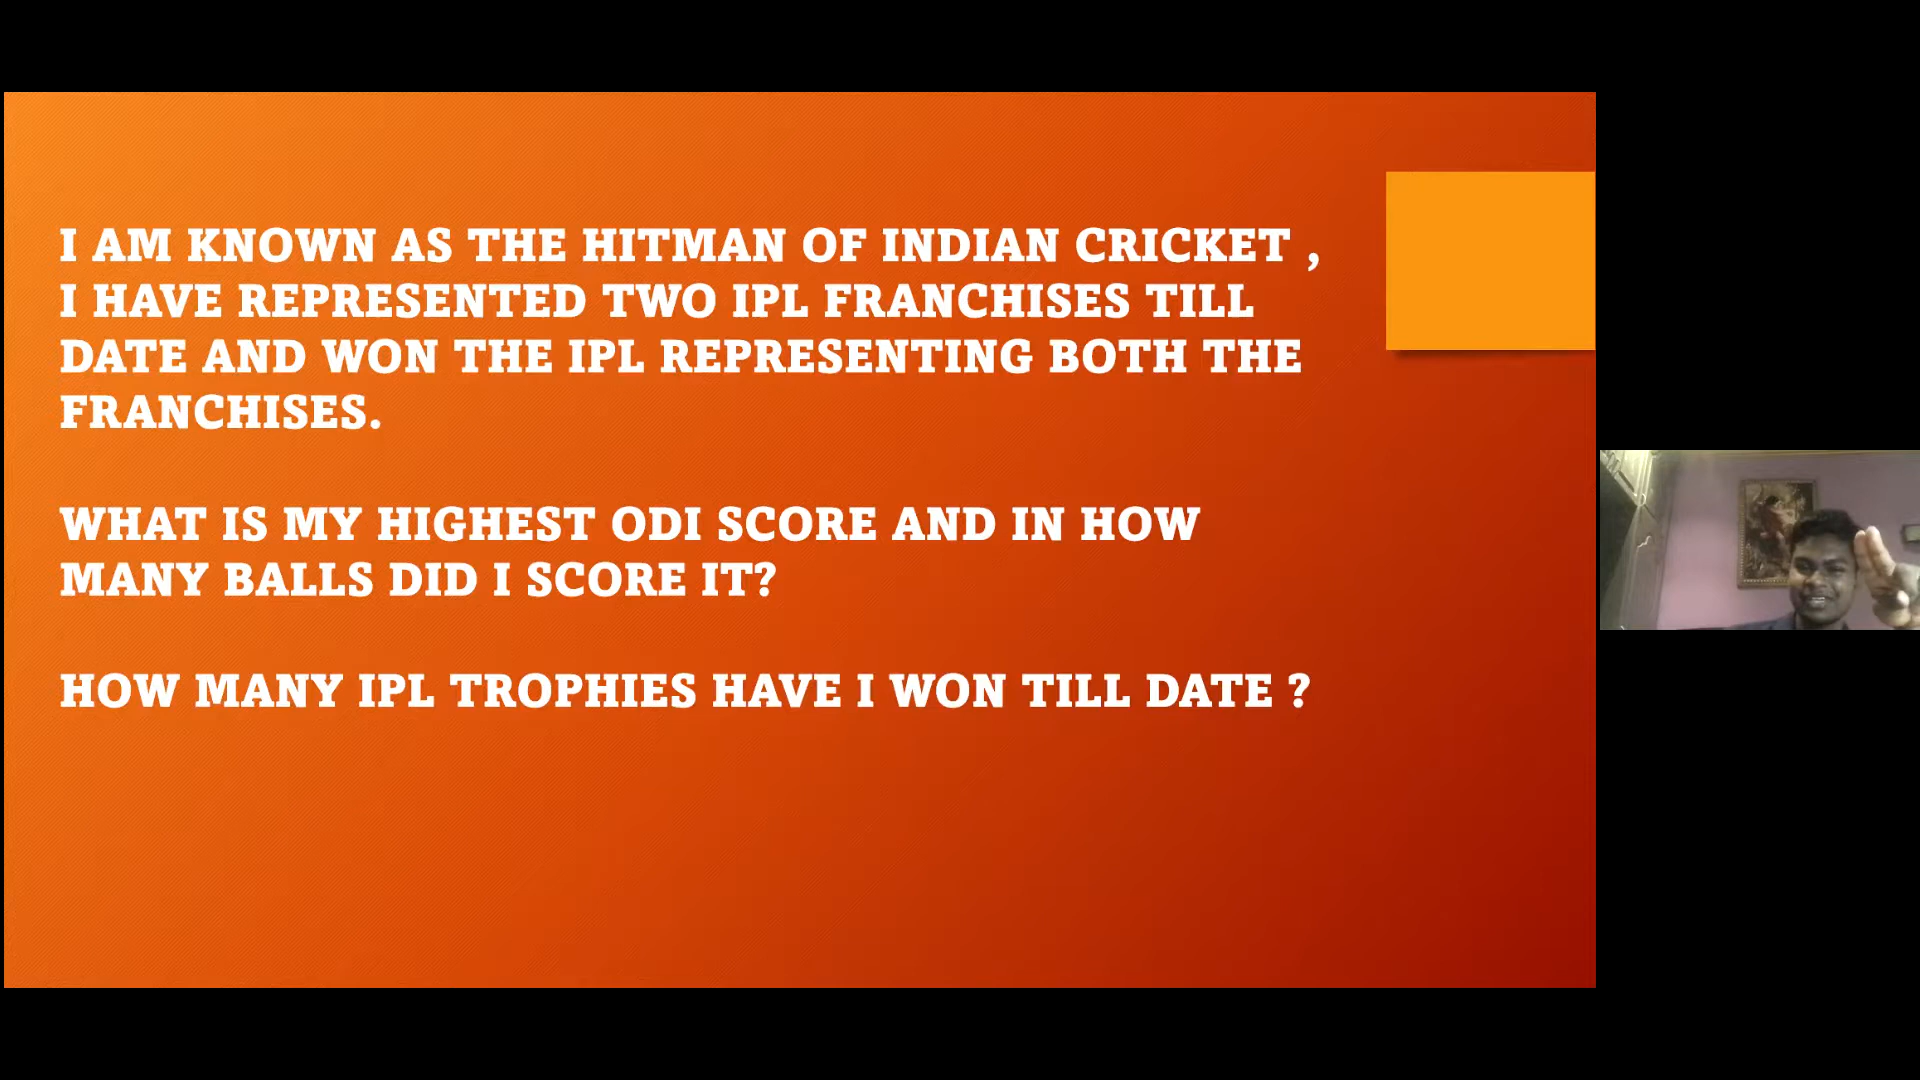 I AM KNOWN AS THE HITMAN OF INDIAN CRICKET ,
I HAVE REPRESENTED TWO IPL FRANCHISES TILL
DATE AND WON THE IPL REPRESENTING BOTH THE
FRANCHISES.
WHAT IS MY HIGHEST ODI SCORE AND IN HOW
MANY BALLS DID I SCORE IT?
HOW MANY IPL TROPHIES HAVE I WON TILL DATE ?